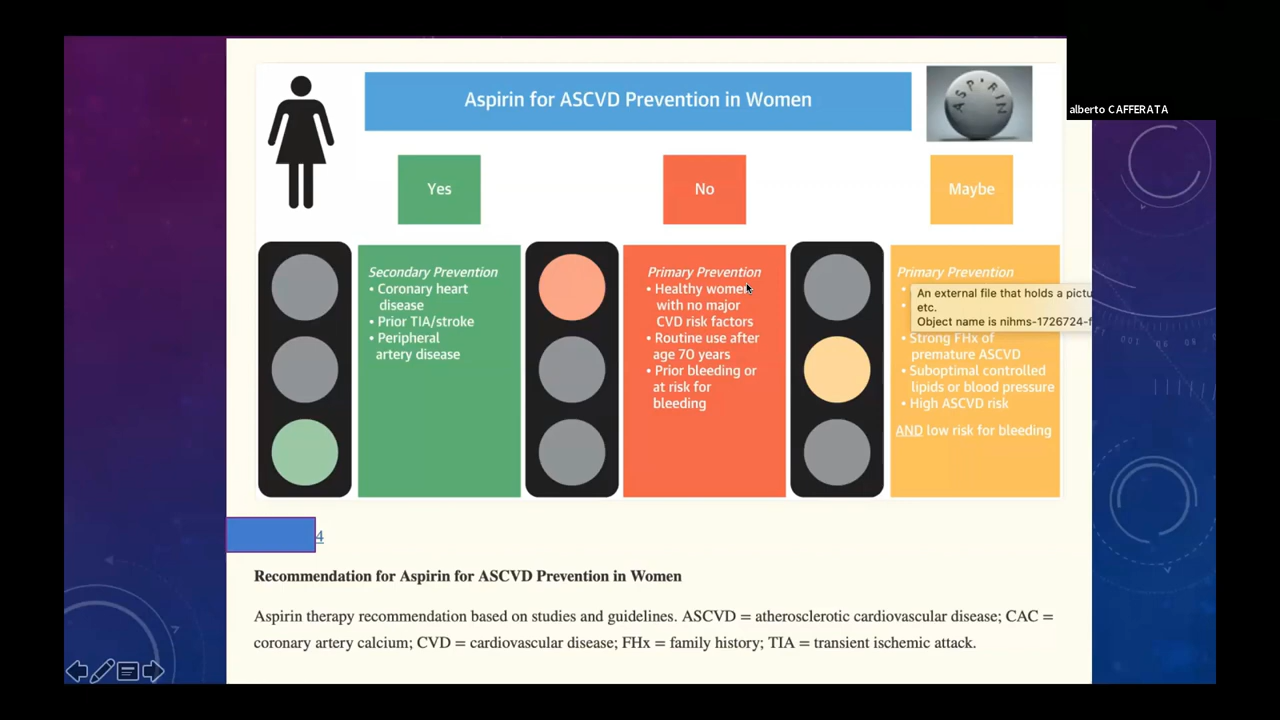 Aspirin for ASCVD Prevention in Women
ASPIRIN
alberto CAFFERATA
Yes
No
Maybe
Secondary Prevention
• Coronary heart
disease
• Prior TIA/stroke
• Peripheral
artery disease
Primary Prevention
• Healthy women
with no major
CVD risk factors
• Routine use after
age 70 years
• Prior bleeding or
at risk for
bleeding
Primary Prevention
An external file that holds a
etc.
Object name is nihms-1726724-f
• Strong FHx of
premature ASCVD
• Suboptimal controlled
lipids or blood pressure
• High ASCVD risk
AND low risk for bleeding
4
Recommendation for Aspirin for ASCVD Prevention in Women
Aspirin therapy recommendation based on studies and guidelines. ASCVD = atherosclerotic cardiovascular disease; CAC =
coronary artery calcium; CVD = cardiovascular disease; FHx = family history; TIA = transient ischemic attack.